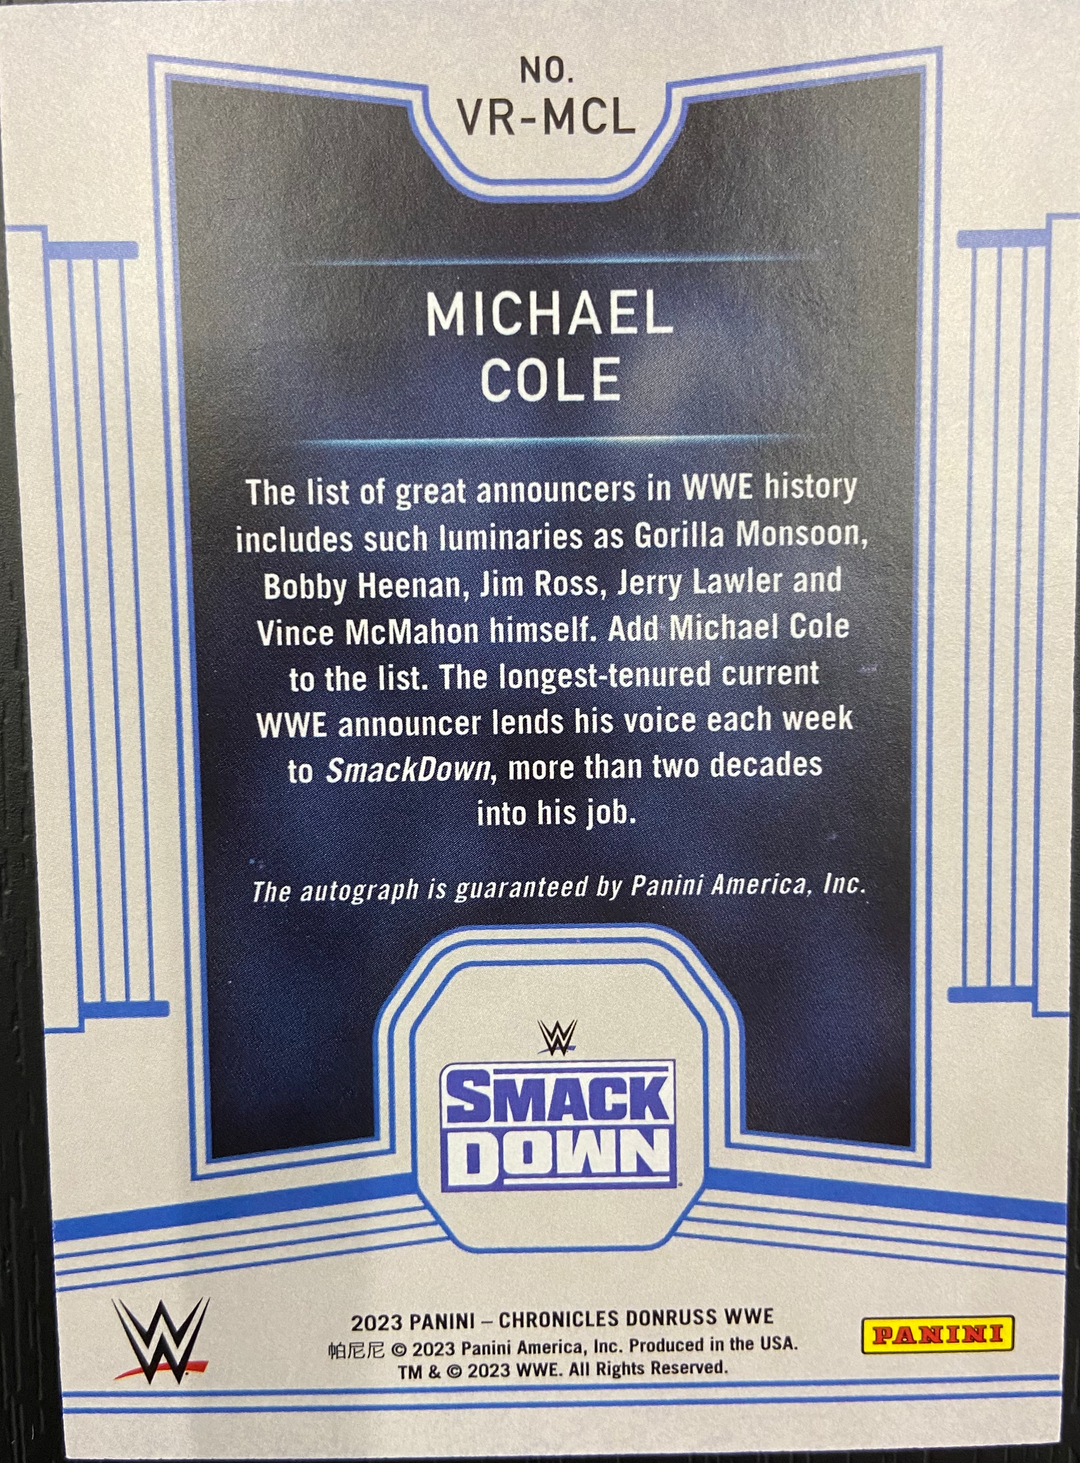 NO.
VR-MCL
MICHAEL
COLE
The list of great announcers in WWE history
includes such luminaries as Gorilla Monsoon,
Bobby Heenan, Jim Ross, Jerry Lawler and
Vince McMahon himself. Add Michael Cole
to the list. The longest-tenured current
WWE announcer lends his voice each week
to SmackDown, more than two decades
into his job.
The autograph is guaranteed by Panini America, Inc.
W
SMACK
DOWN
W
2023 PANINI – CHRONICLES DONRUSS WWE
帕尼尼 © 2023 Panini America, Inc. Produced in the USA.
TM & © 2023 WWE. All Rights Reserved.
PANINI